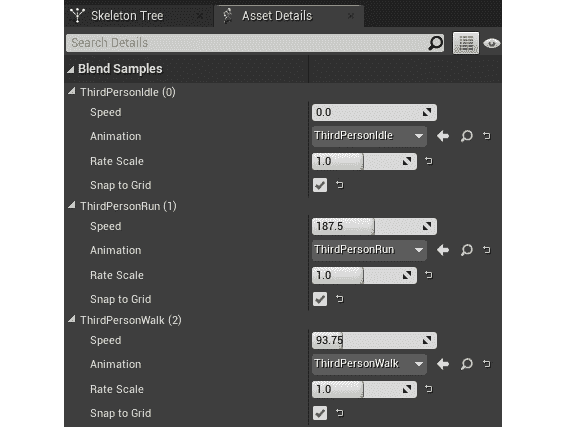 Skeleton Tree
Asset Details
Search Details
Blend Samples
ThirdPersonIdle (0)
Speed 0.0
Animation ThirdPersonIdle
Rate Scale 1.0
Snap to Grid
ThirdPersonRun (1)
Speed 187.5
Animation ThirdPersonRun
Rate Scale 1.0
Snap to Grid
ThirdPersonWalk (2)
Speed 93.75
Animation ThirdPersonWalk
Rate Scale 1.0
Snap to Grid